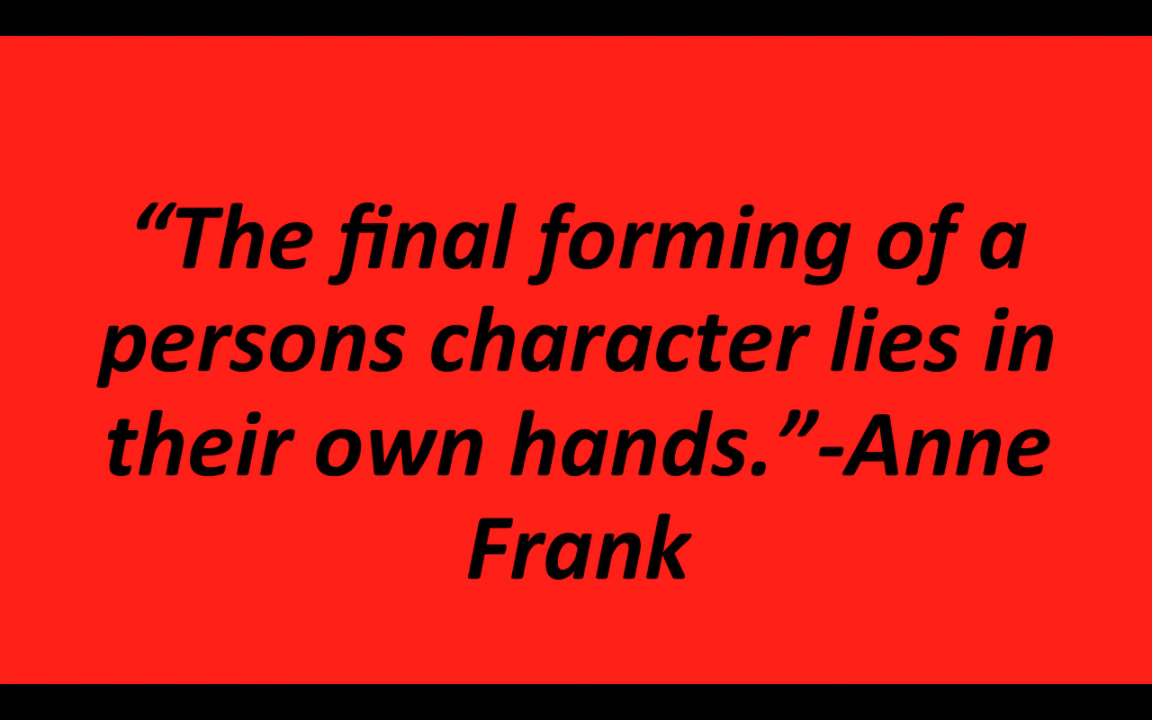 “The final forming of a
persons character lies in
their own hands.”-Anne
Frank